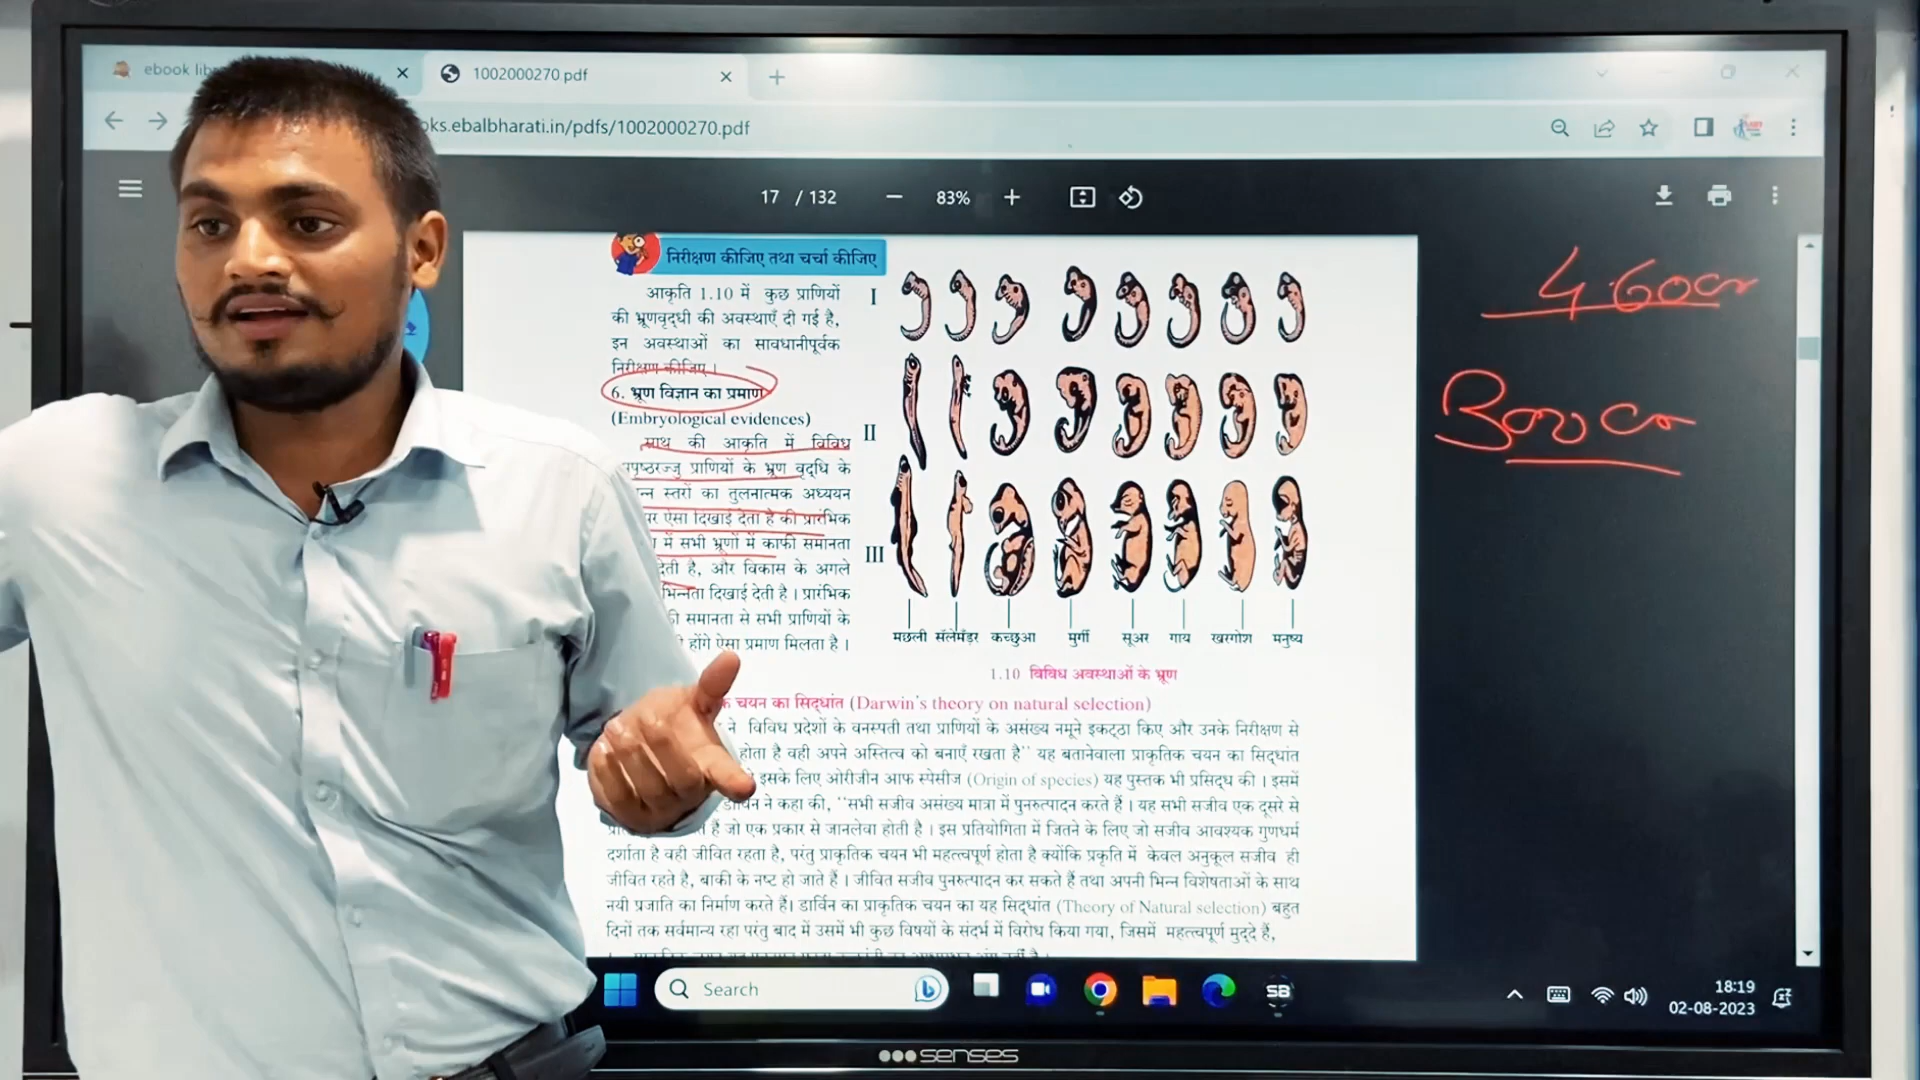 ebook
1002000270.pdf
oks.ebalbharati.in/pdfs/1002000270.pdf
17 / 132
83%
4.60cr
300cr
निरीक्षण कीजिए तथा चर्चा कीजिए
आकृति 1.10 में कुछ प्राणियों
की भ्रूणवृद्धी की अवस्थाएँ दी गई है,
इन अवस्थाओं का सावधानीपूर्वक
निरीक्षण कीजिए ।
6. भ्रूण विज्ञान का प्रमाण
(Embryological evidences)
साथ की आकृति में विविध
पृष्ठरज्जु प्राणियों के भ्रूण वृद्धि के
स्तरों का तुलनात्मक अध्ययन
पर ऐसा दिखाई देता है की प्रारंभिक
में सभी भ्रूणों में काफी समानता
देती है, और विकास के अगले
भिन्नता दिखाई देती है । प्रारंभिक
समानता से सभी प्राणियों के
होंगे ऐसा प्रमाण मिलता है ।
I
II
III
मछली सॅलेमँडर कच्छुआ मुर्गी सूअर गाय खरगोश मनुष्य
1.10 विविध अवस्थाओं के भ्रूण
चयन का सिद्धांत (Darwin's theory on natural selection)
ने विविध प्रदेशों के वनस्पती तथा प्राणियों के असंख्य नमूने इकट्ठा किए और उनके निरीक्षण से
होता है वही अपने अस्तित्व को बनाएँ रखता है" यह बतानेवाला प्राकृतिक चयन का सिद्धांत
इसके लिए ओरीजीन आफ स्पेसीज (Origin of species) यह पुस्तक भी प्रसिद्ध की । इसमें
डार्विन ने कहा की, "सभी सजीव असंख्य मात्रा में पुनरुत्पादन करते हैं । यह सभी सजीव एक दूसरे से
हैं जो एक प्रकार से जानलेवा होती है । इस प्रतियोगिता में जितने के लिए जो सजीव आवश्यक गुणधर्म
दर्शाता है वही जीवित रहता है, परंतु प्राकृतिक चयन भी महत्त्वपूर्ण होता है क्योंकि प्रकृति में केवल अनुकूल सजीव ही
जीवित रहते है, बाकी के नष्ट हो जाते हैं । जीवित सजीव पुनरुत्पादन कर सकते हैं तथा अपनी भिन्न विशेषताओं के साथ
नयी प्रजाति का निर्माण करते हैं। डार्विन का प्राकृतिक चयन का यह सिद्धांत (Theory of Natural selection) बहुत
दिनों तक सर्वमान्य रहा परंतु बाद में उसमें भी कुछ विषयों के संदर्भ में विरोध किया गया, जिसमें महत्त्वपूर्ण मुद्दे हैं,
Search
SB
18:19
02-08-2023
senses